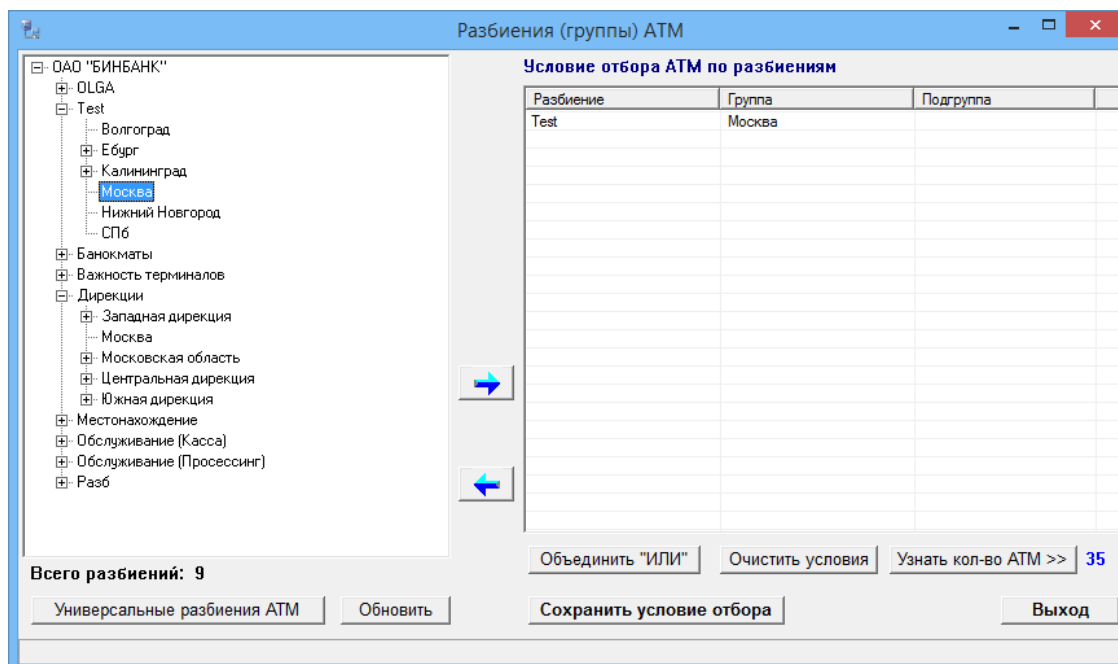 Разбиения (группы) АТМ
ОАО "БИНБАНК"
OLGA
Test
Волгоград
Ебург
Калининград
Москва
Нижний Новгород
СПб
Банокматы
Важность терминалов
Дирекции
Западная дирекция
Москва
Московская область
Центральная дирекция
Южная дирекция
Местонахождение
Обслуживание (Касса)
Обслуживание (Просессинг)
Разб
Всего разбиений: 9
Универсальные разбиения АТМ Обновить
Условие отбора АТМ по разбиениям
Разбиение Группа Подгруппа
Test Москва
Объединить "ИЛИ" Очистить условия Узнать кол-во АТМ >> 35
Сохранить условие отбора Выход